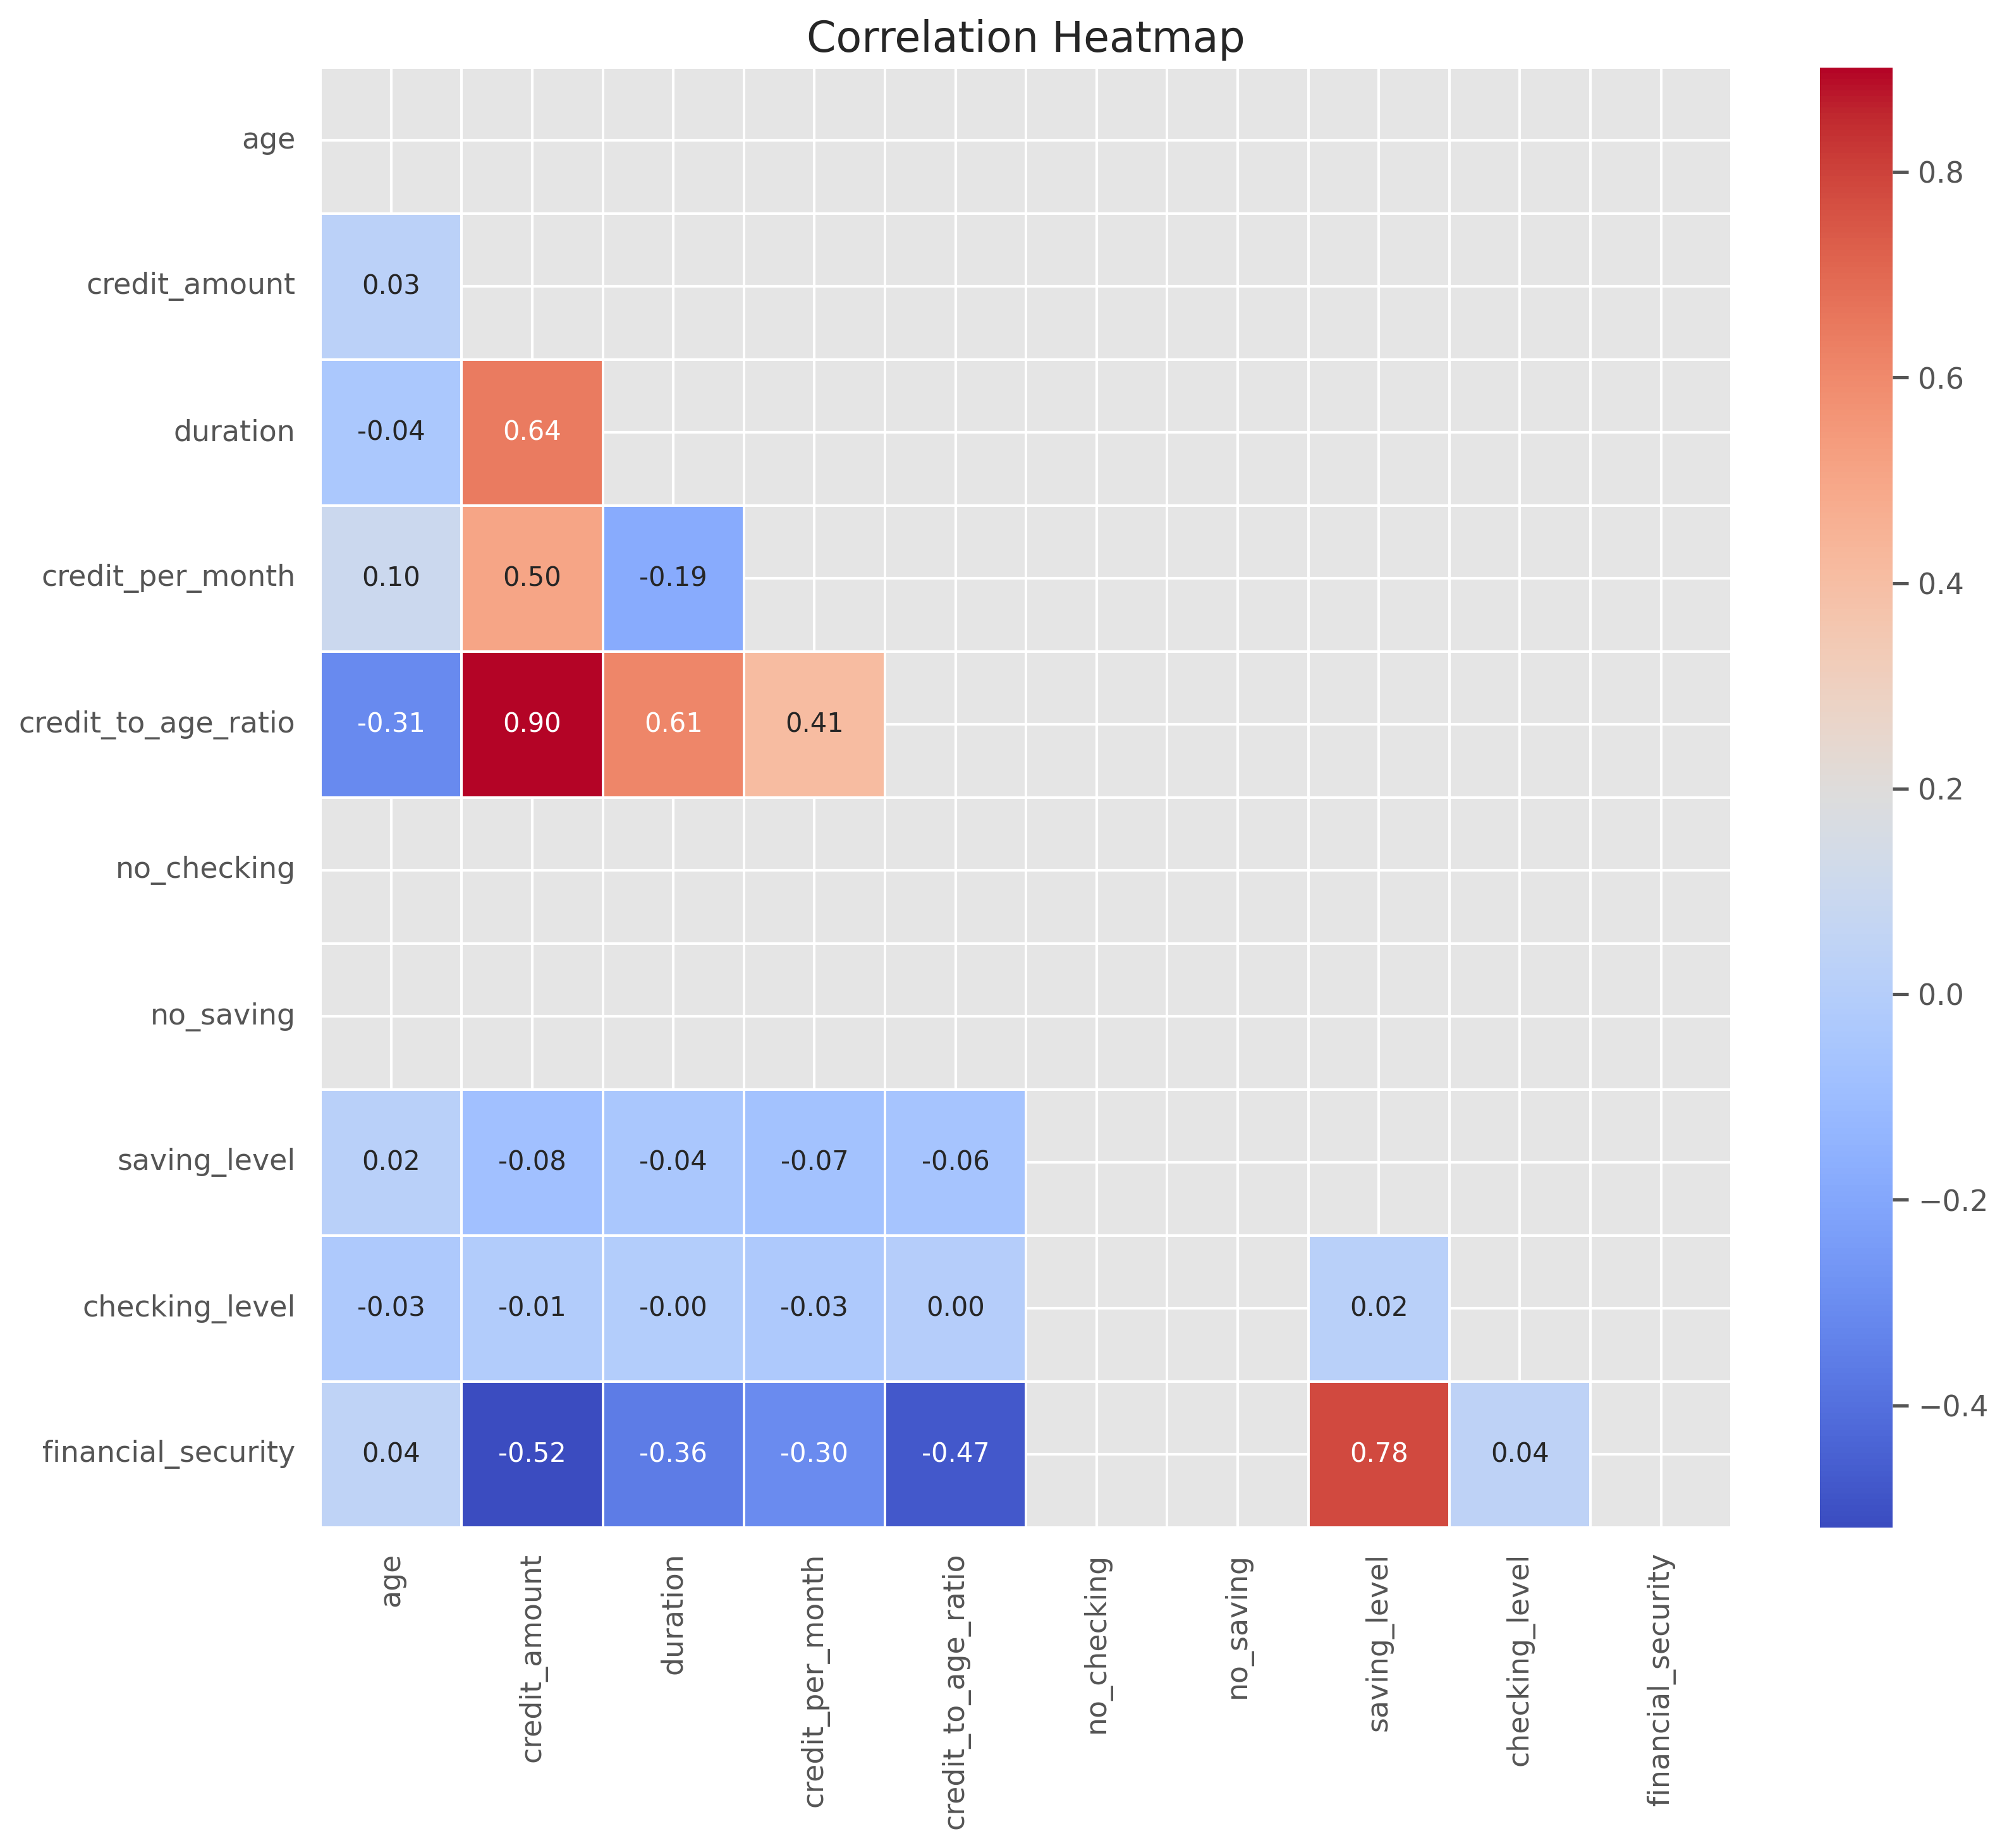 Correlation Heatmap
age
credit_amount 0.03
duration -0.04 0.64
credit_per_month 0.10 0.50 -0.19
credit_to_age_ratio -0.31 0.90 0.61 0.41
no_checking
no_saving
saving_level 0.02 -0.08 -0.04 -0.07 -0.06
checking_level -0.03 -0.01 -0.00 -0.03 0.00 0.02
financial_security 0.04 -0.52 -0.36 -0.30 -0.47 0.78 0.04
age
credit_amount
duration
credit_per_month
credit_to_age_ratio
no_checking
no_saving
saving_level
checking_level
financial_security
0.8
0.6
0.4
0.2
0.0
−0.2
−0.4